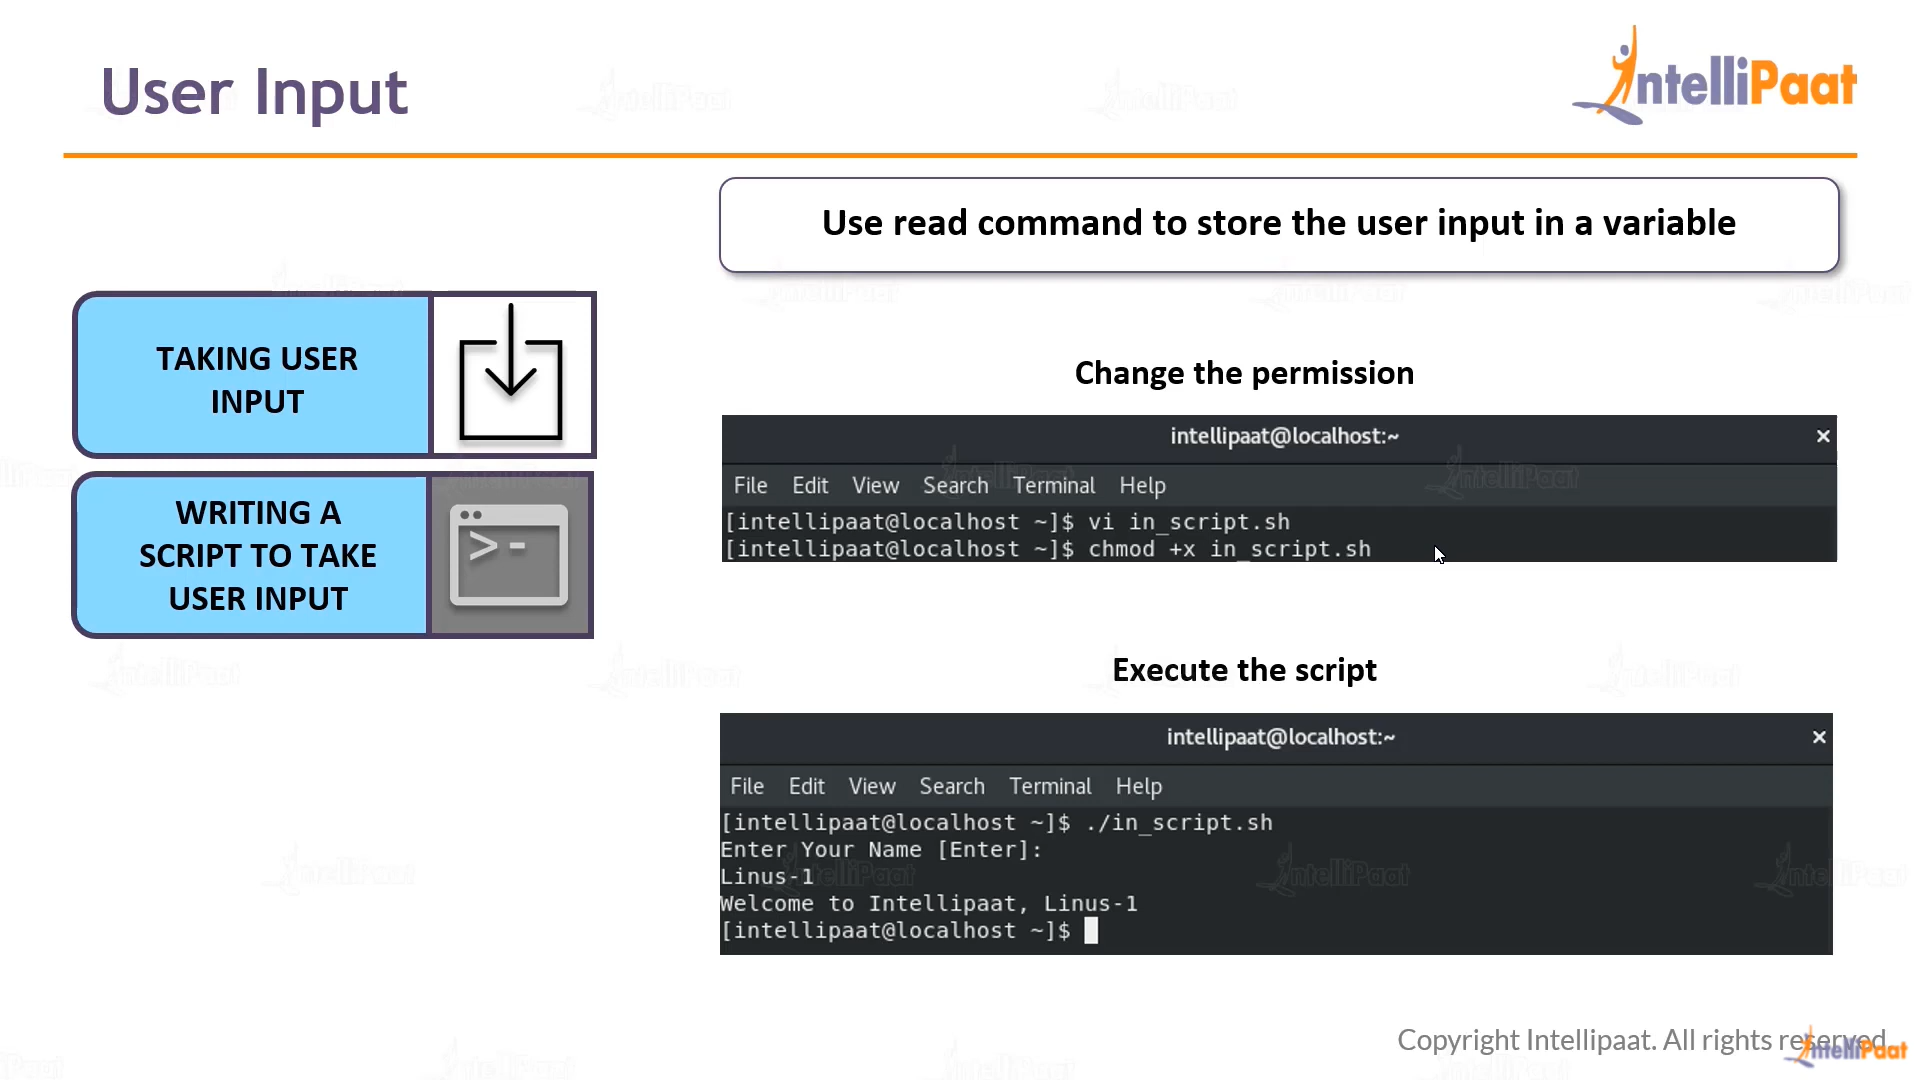 User Input
IntelliPaat
Use read command to store the user input in a variable
TAKING USER
INPUT
WRITING A
SCRIPT TO TAKE
USER INPUT
Change the permission
intellipaat@localhost:~ ×
File Edit View Search Terminal Help
[intellipaat@localhost ~]$ vi in_script.sh
[intellipaat@localhost ~]$ chmod +x in_script.sh
Execute the script
intellipaat@localhost:~ ×
File Edit View Search Terminal Help
[intellipaat@localhost ~]$ ./in_script.sh
Enter Your Name [Enter]:
Linus-1
Welcome to Intellipaat, Linus-1
[intellipaat@localhost ~]$
Copyright Intellipaat. All rights reserved
IntelliPaat